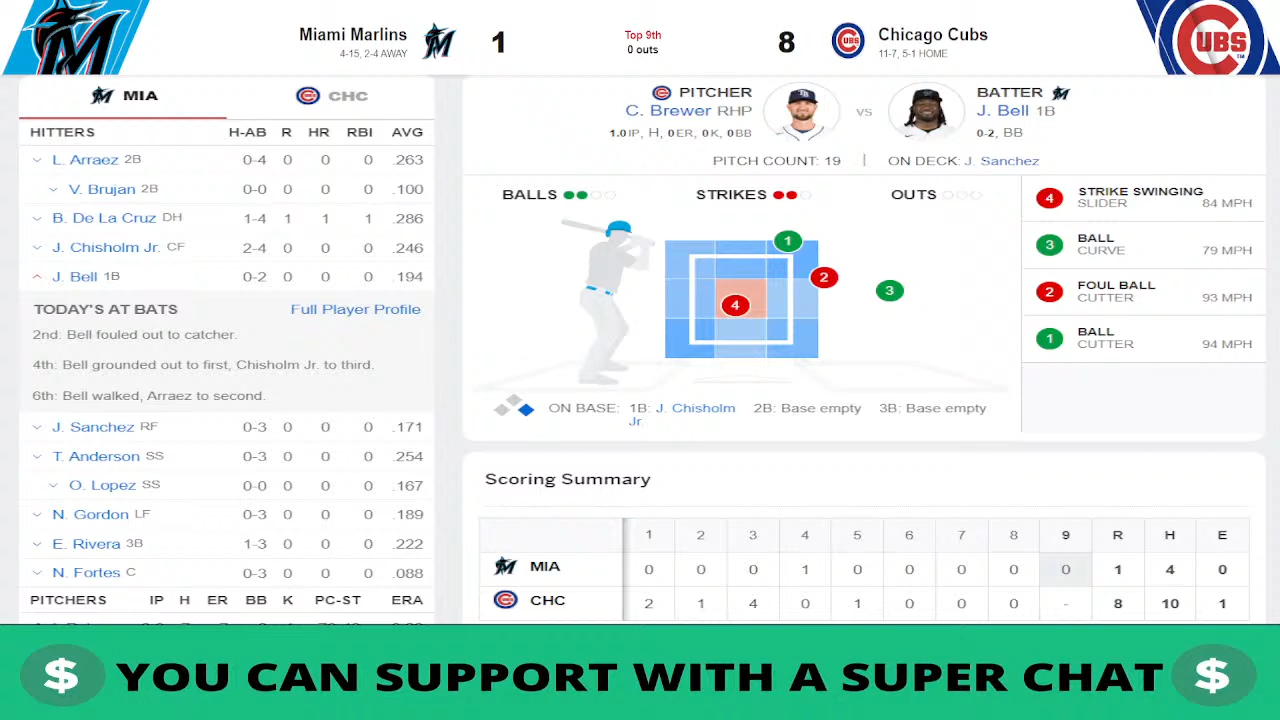 Miami Marlins
4-15, 2-4 AWAY
1
Top 9th
0 outs
8
Chicago Cubs
11-7, 5-1 HOME
CUBS
MIA
CHC
HITTERS H-AB R HR RBI AVG
L. Arraez 2B 0-4 0 0 0 .263
V. Brujan 2B 0-0 0 0 0 .100
B. De La Cruz DH 1-4 1 1 1 .286
J. Chisholm Jr. CF 2-4 0 0 0 .246
J. Bell 1B 0-2 0 0 0 .194
TODAY'S AT BATS Full Player Profile
2nd: Bell fouled out to catcher.
4th: Bell grounded out to first, Chisholm Jr. to third.
6th: Bell walked, Arraez to second.
J. Sanchez RF 0-3 0 0 0 .171
T. Anderson SS 0-3 0 0 0 .254
O. Lopez SS 0-0 0 0 0 .167
N. Gordon LF 0-3 0 0 0 .189
E. Rivera 3B 1-3 0 0 0 .222
N. Fortes C 0-3 0 0 0 .088
PITCHERS IP H ER BB K PC-ST ERA
PITCHER
C. Brewer RHP
1.0 IP, H, 0 ER, 0 K, 0 BB
vs
BATTER
J. Bell 1B
0-2, BB
PITCH COUNT: 19 | ON DECK: J. Sanchez
BALLS STRIKES OUTS
1
2
3
4
ON BASE: 1B: J. Chisholm Jr. 2B: Base empty 3B: Base empty
4 STRIKE SWINGING
SLIDER 84 MPH
3 BALL
CURVE 79 MPH
2 FOUL BALL
CUTTER 93 MPH
1 BALL
CUTTER 94 MPH
Scoring Summary
1 2 3 4 5 6 7 8 9 R H E
MIA 0 0 0 1 0 0 0 0 0 1 4 0
CHC 2 1 4 0 1 0 0 0 - 8 10 1
$ YOU CAN SUPPORT WITH A SUPER CHAT $